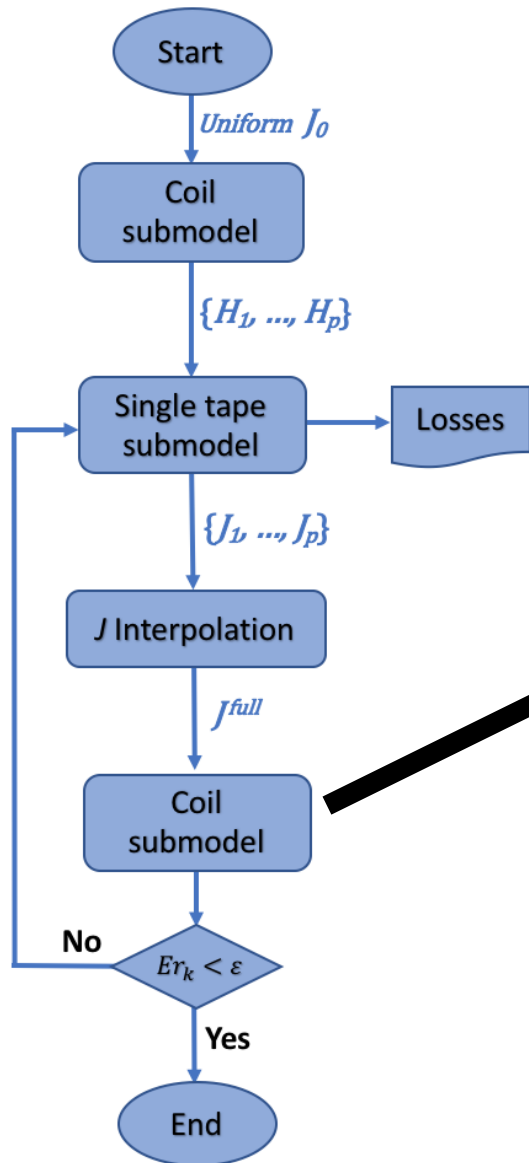 Start
Uniform J₀
Coil
submodel
{H₁, ..., Hₚ}
Single tape
submodel
Losses
{J₁, ..., Jₚ}
J Interpolation
J^full
Coil
submodel
No
Erₖ < ε
Yes
End